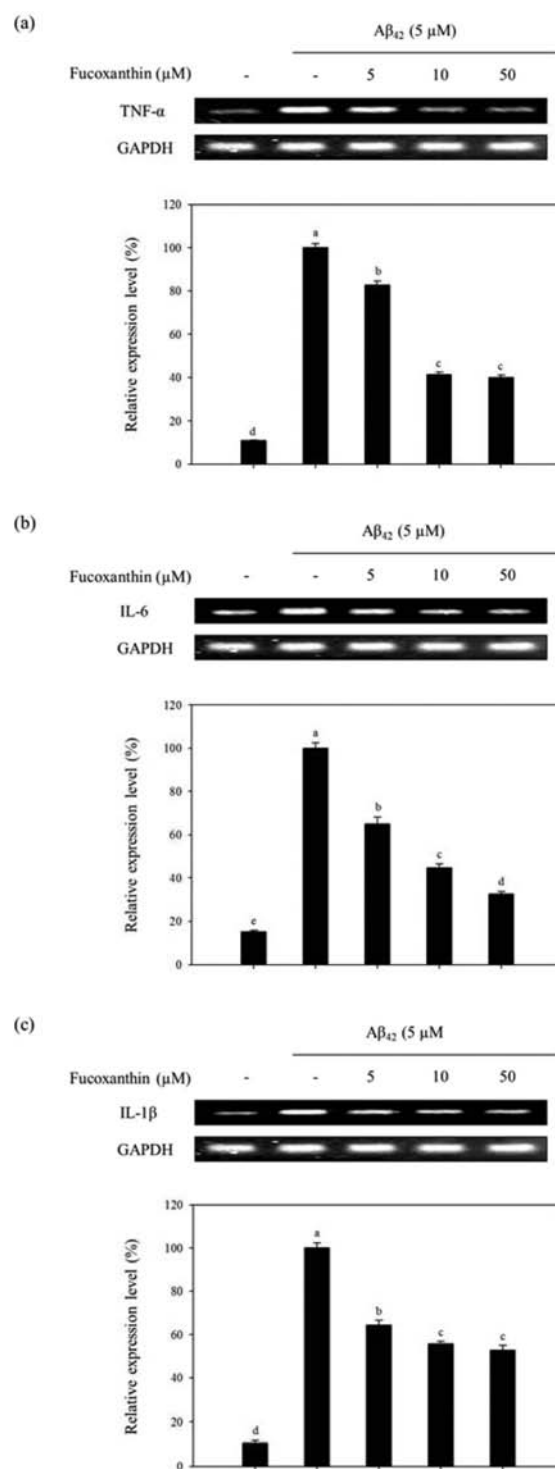 (a)
Aβ₄₂ (5 µM)
Fucoxanthin (µM) - - 5 10 50
TNF-α
GAPDH
Relative expression level (%)
120
100
80
60
40
20
0
d a b c c
(b)
Aβ₄₂ (5 µM)
Fucoxanthin (µM) - - 5 10 50
IL-6
GAPDH
Relative expression level (%)
120
100
80
60
40
20
0
e a b c d
(c)
Aβ₄₂ (5 µM
Fucoxanthin (µM) - - 5 10 50
IL-1β
GAPDH
Relative expression level (%)
120
100
80
60
40
20
0
d a b c c